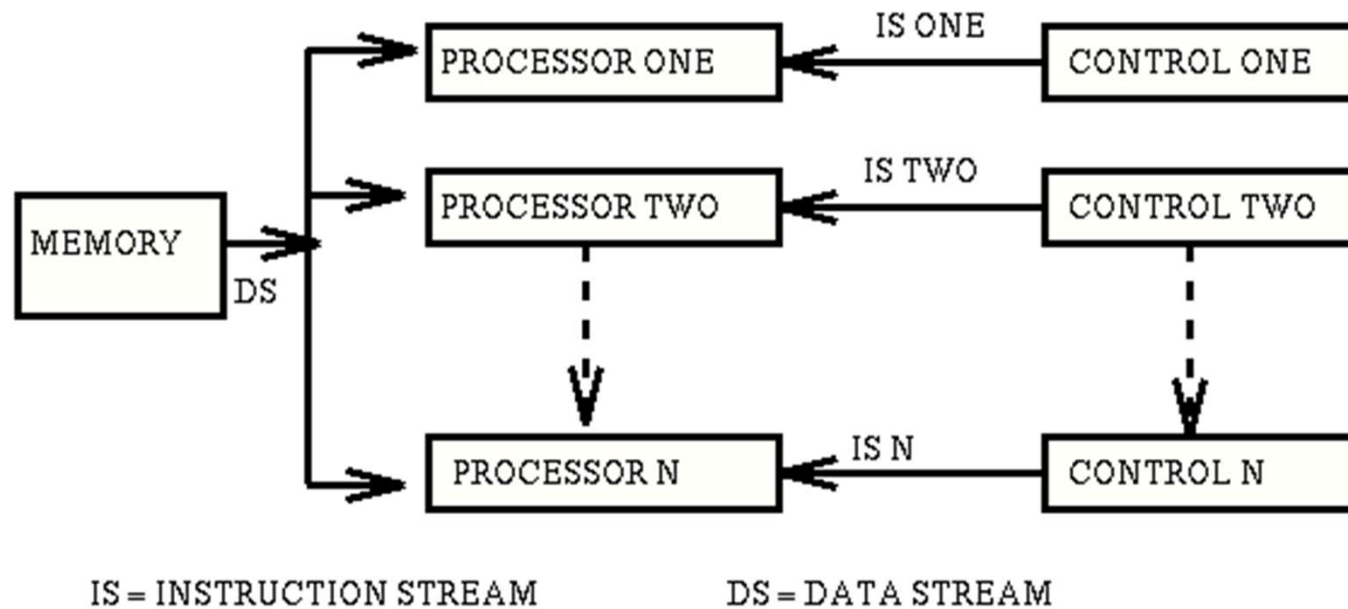 IS ONE
PROCESSOR ONE
CONTROL ONE
IS TWO
PROCESSOR TWO
CONTROL TWO
MEMORY
DS
IS N
PROCESSOR N
CONTROL N
IS = INSTRUCTION STREAM
DS = DATA STREAM